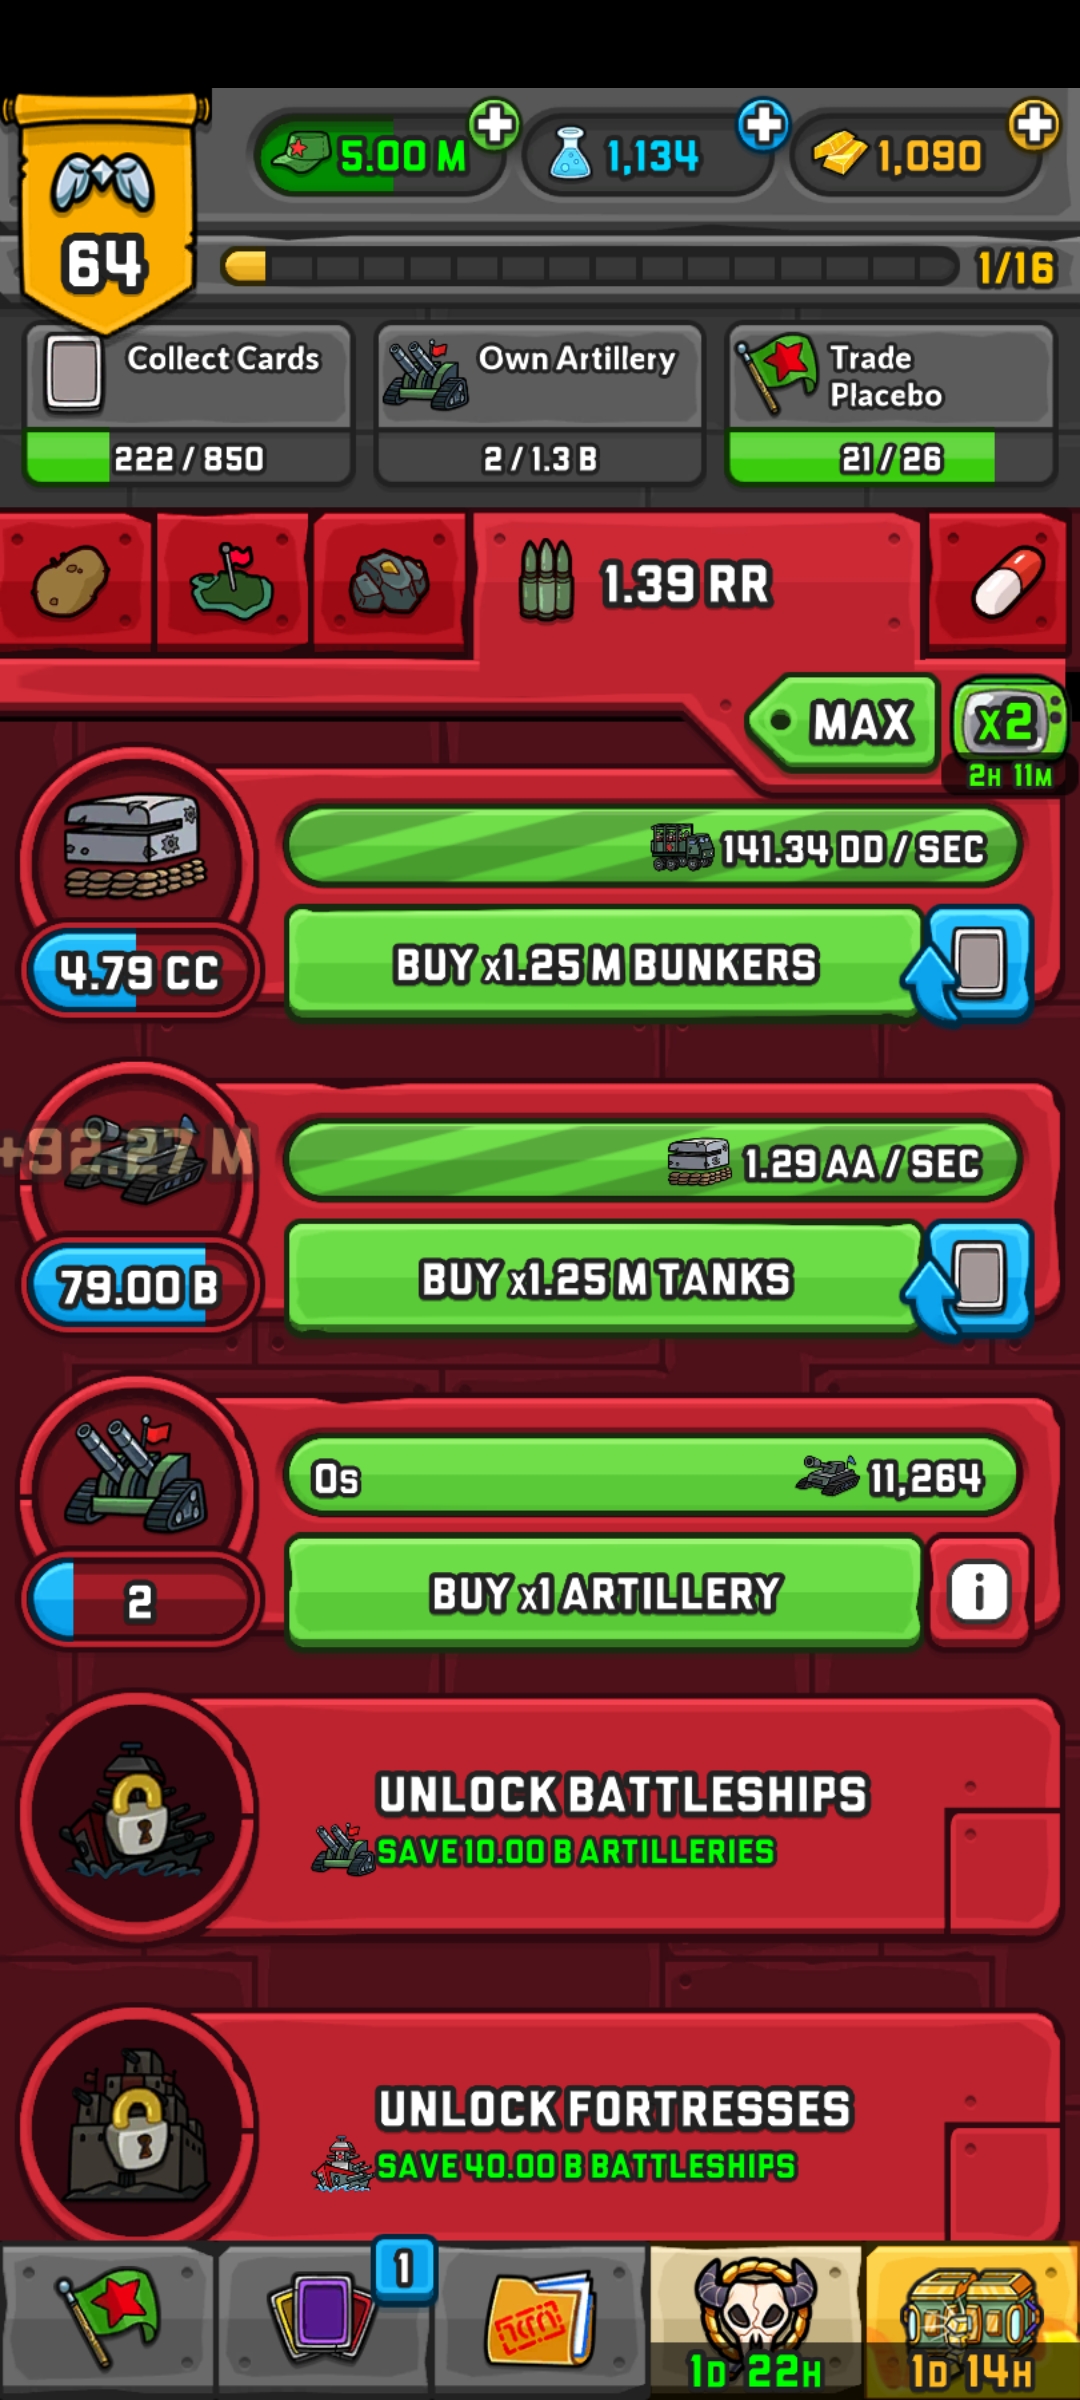 5.00 M
1,134
1,090
64
1/16
Collect Cards
222 / 850
Own Artillery
2 / 1.3 B
Trade
Placebo
21 / 26
1.39 RR
MAX
x2
2H 11M
141.34 DD / SEC
4.79 CC
BUY x1.25 M BUNKERS
+92.27 M
1.29 AA / SEC
79.00 B
BUY x1.25 M TANKS
0s
11,264
2
BUY x1 ARTILLERY
i
UNLOCK BATTLESHIPS
SAVE 10.00 B ARTILLERIES
UNLOCK FORTRESSES
SAVE 40.00 B BATTLESHIPS
1
1D 22H
1D 14H